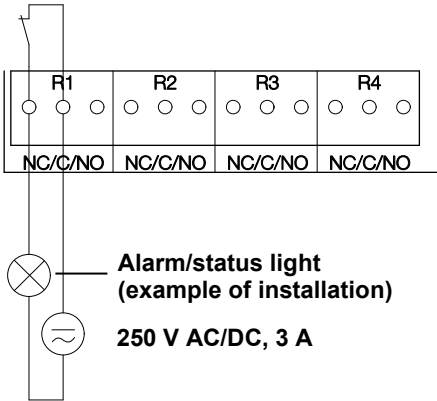 R1 R2 R3 R4
NC/C/NO NC/C/NO NC/C/NO NC/C/NO
Alarm/status light
(example of installation)
250 V AC/DC, 3 A